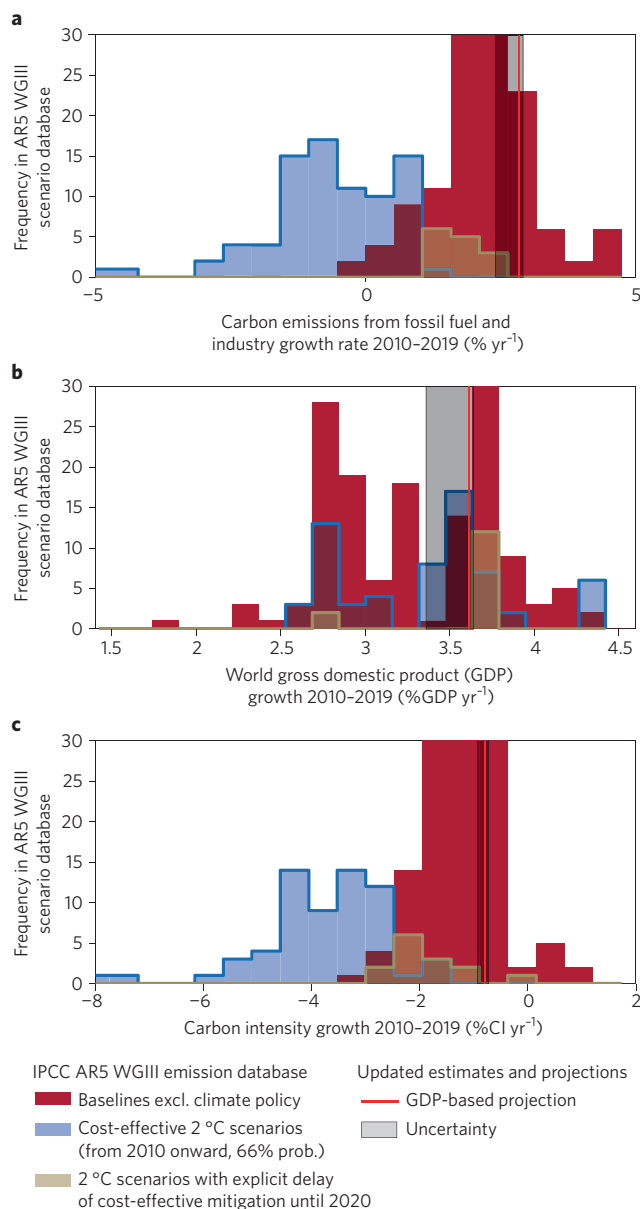 a
30
25
20
15
10
5
0
Frequency in AR5 WGIII
scenario database
−5
0
5
Carbon emissions from fossil fuel and
industry growth rate 2010–2019 (% yr⁻¹)
b
30
25
20
15
10
5
0
Frequency in AR5 WGIII
scenario database
1.5
2
2.5
3
3.5
4
4.5
World gross domestic product (GDP)
growth 2010–2019 (%GDP yr⁻¹)
c
30
25
20
15
10
5
0
Frequency in AR5 WGIII
scenario database
−8
−6
−4
−2
0
2
Carbon intensity growth 2010–2019 (%CI yr⁻¹)
IPCC AR5 WGIII emission database
Baselines excl. climate policy
Cost-effective 2 °C scenarios
(from 2010 onward, 66% prob.)
2 °C scenarios with explicit delay
of cost-effective mitigation until 2020
Updated estimates and projections
GDP-based projection
Uncertainty